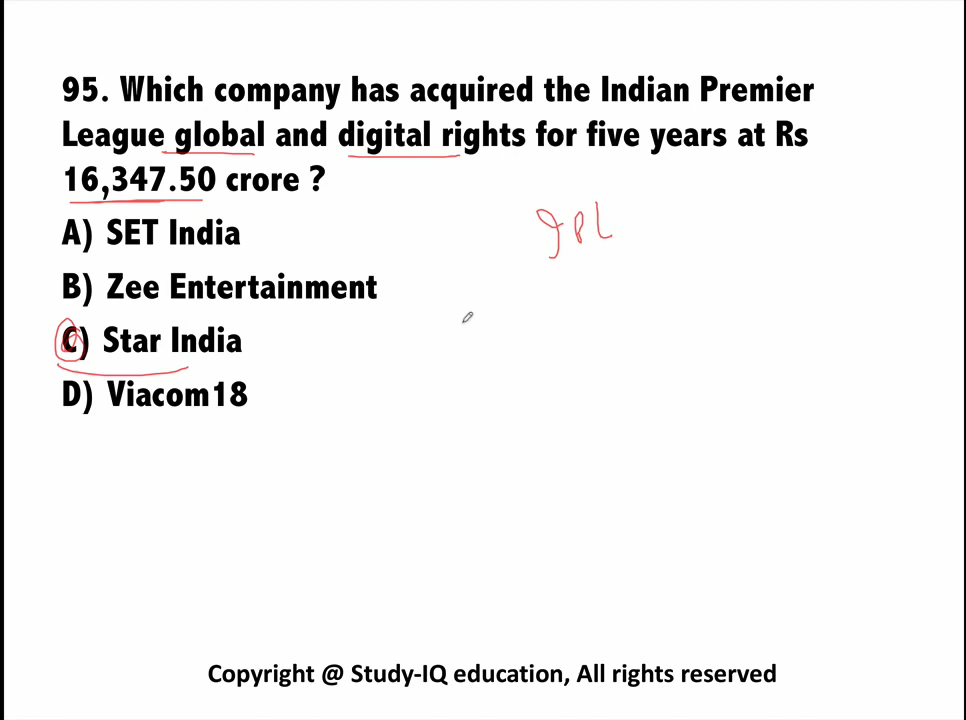 95. Which company has acquired the Indian Premier
League global and digital rights for five years at Rs
16,347.50 crore ?
A) SET India
IPL
B) Zee Entertainment
C) Star India
D) Viacom18
Copyright @ Study-IQ education, All rights reserved